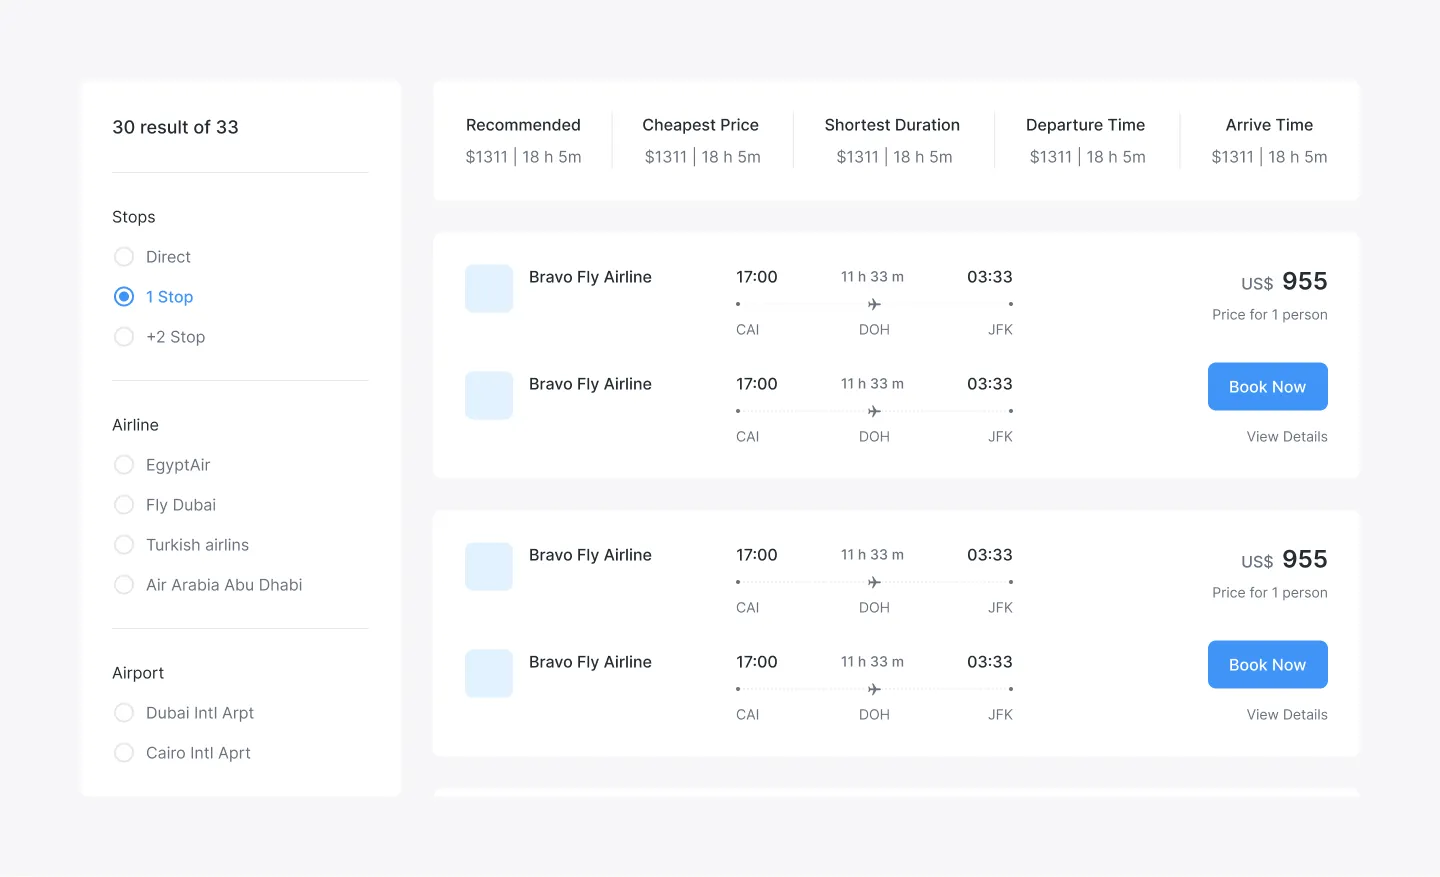 30 result of 33
Stops
Direct
1 Stop
+2 Stop
Airline
EgyptAir
Fly Dubai
Turkish airlins
Air Arabia Abu Dhabi
Airport
Dubai Intl Arpt
Cairo Intl Aprt
Recommended Cheapest Price Shortest Duration Departure Time Arrive Time
$1311 | 18 h 5m $1311 | 18 h 5m $1311 | 18 h 5m $1311 | 18 h 5m $1311 | 18 h 5m
Bravo Fly Airline 17:00 11 h 33 m 03:33
CAI DOH JFK
Bravo Fly Airline 17:00 11 h 33 m 03:33
CAI DOH JFK
US$ 955
Price for 1 person
Book Now
View Details
Bravo Fly Airline 17:00 11 h 33 m 03:33
CAI DOH JFK
Bravo Fly Airline 17:00 11 h 33 m 03:33
CAI DOH JFK
US$ 955
Price for 1 person
Book Now
View Details